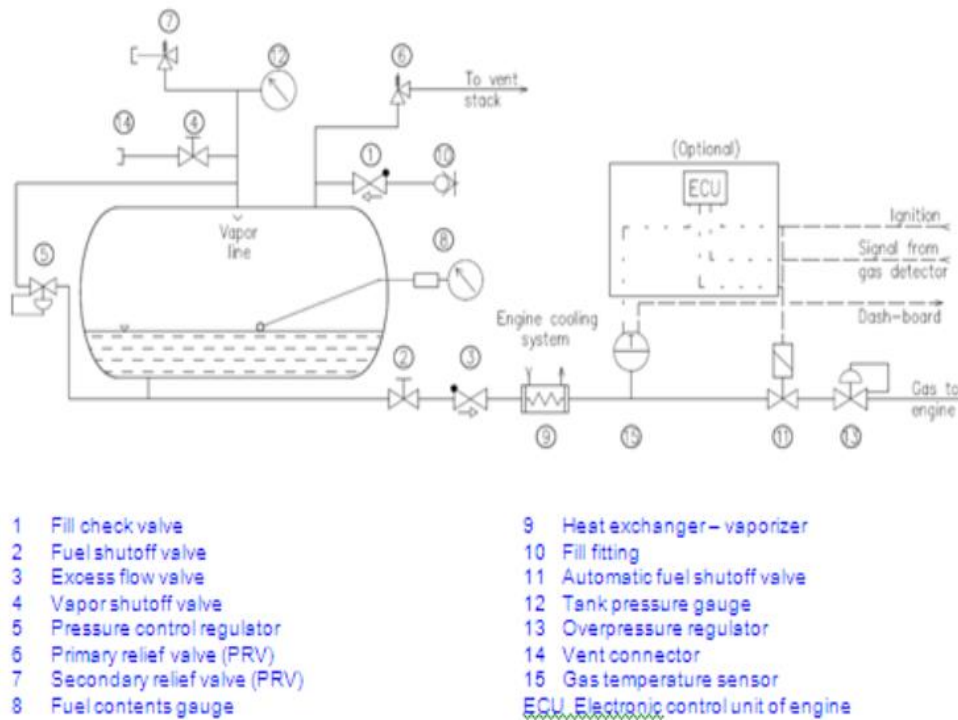 7
12
6
To vent
stack
14
4
1
10
(Optional)
ECU
Ignition
Vapor
line
Signal from
gas detector
5
8
Dash-board
Engine cooling
system
2
3
Gas to
engine
9
15
11
13
1 Fill check valve
2 Fuel shutoff valve
3 Excess flow valve
4 Vapor shutoff valve
5 Pressure control regulator
6 Primary relief valve (PRV)
7 Secondary relief valve (PRV)
8 Fuel contents gauge
9 Heat exchanger – vaporizer
10 Fill fitting
11 Automatic fuel shutoff valve
12 Tank pressure gauge
13 Overpressure regulator
14 Vent connector
15 Gas temperature sensor
ECU Electronic control unit of engine